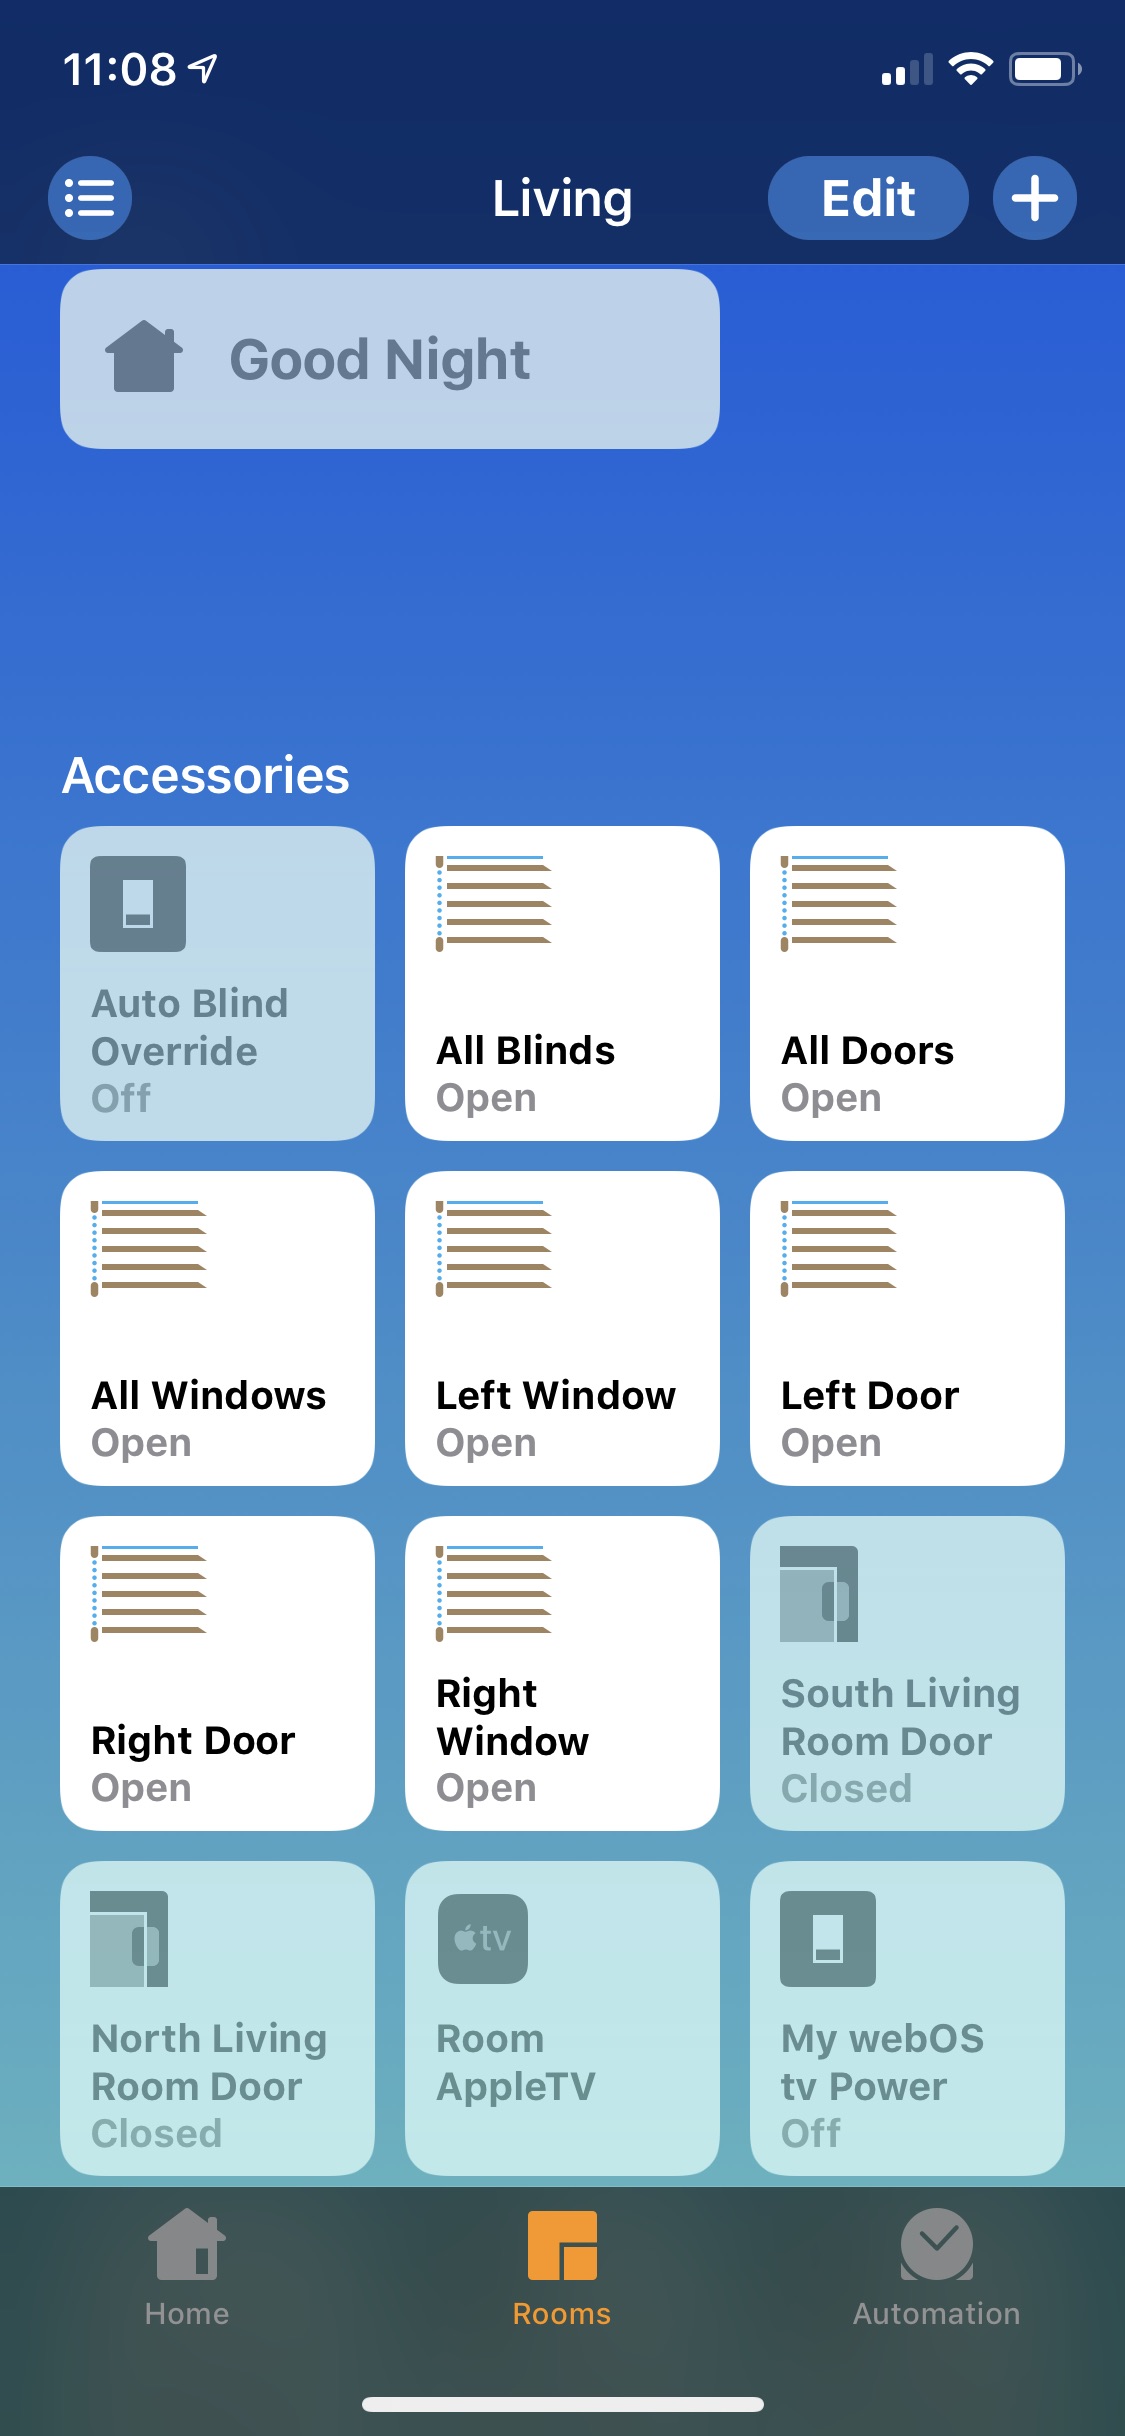 11:08
Living
Edit
Good Night
Accessories
Auto Blind
Override
Off
All Blinds
Open
All Doors
Open
All Windows
Open
Left Window
Open
Left Door
Open
Right Door
Open
Right
Window
Open
South Living
Room Door
Closed
North Living
Room Door
Closed
tv
Room
AppleTV
My webOS
tv Power
Off
Home
Rooms
Automation